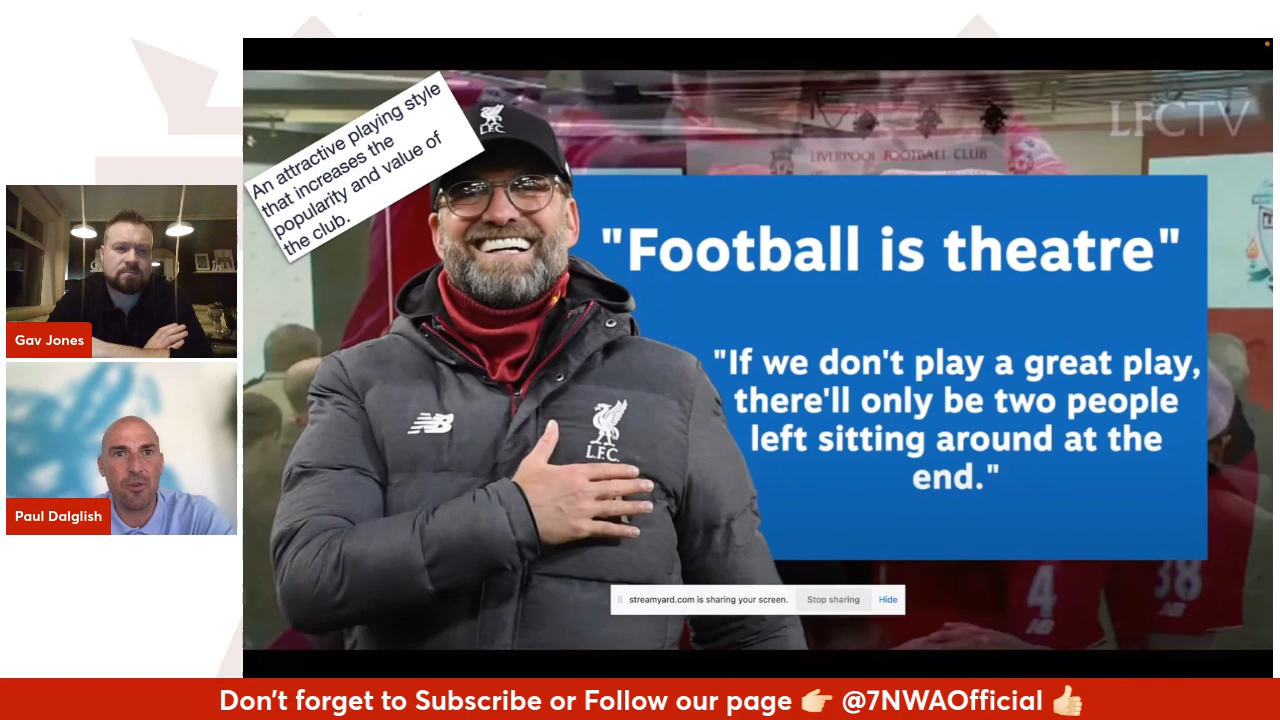 An attractive playing style
that increases the
popularity and value of
the club.
L.F.C.
LFCTV
LIVERPOOL FOOTBALL CLUB
"Football is theatre"
"If we don't play a great play,
there'll only be two people
left sitting around at the
end."
NB
L.F.C.
Gav Jones
Paul Dalglish
4
38
streamyard.com is sharing your screen. Stop sharing Hide
Don't forget to Subscribe or Follow our page 👉 @7NWAOfficial 👍